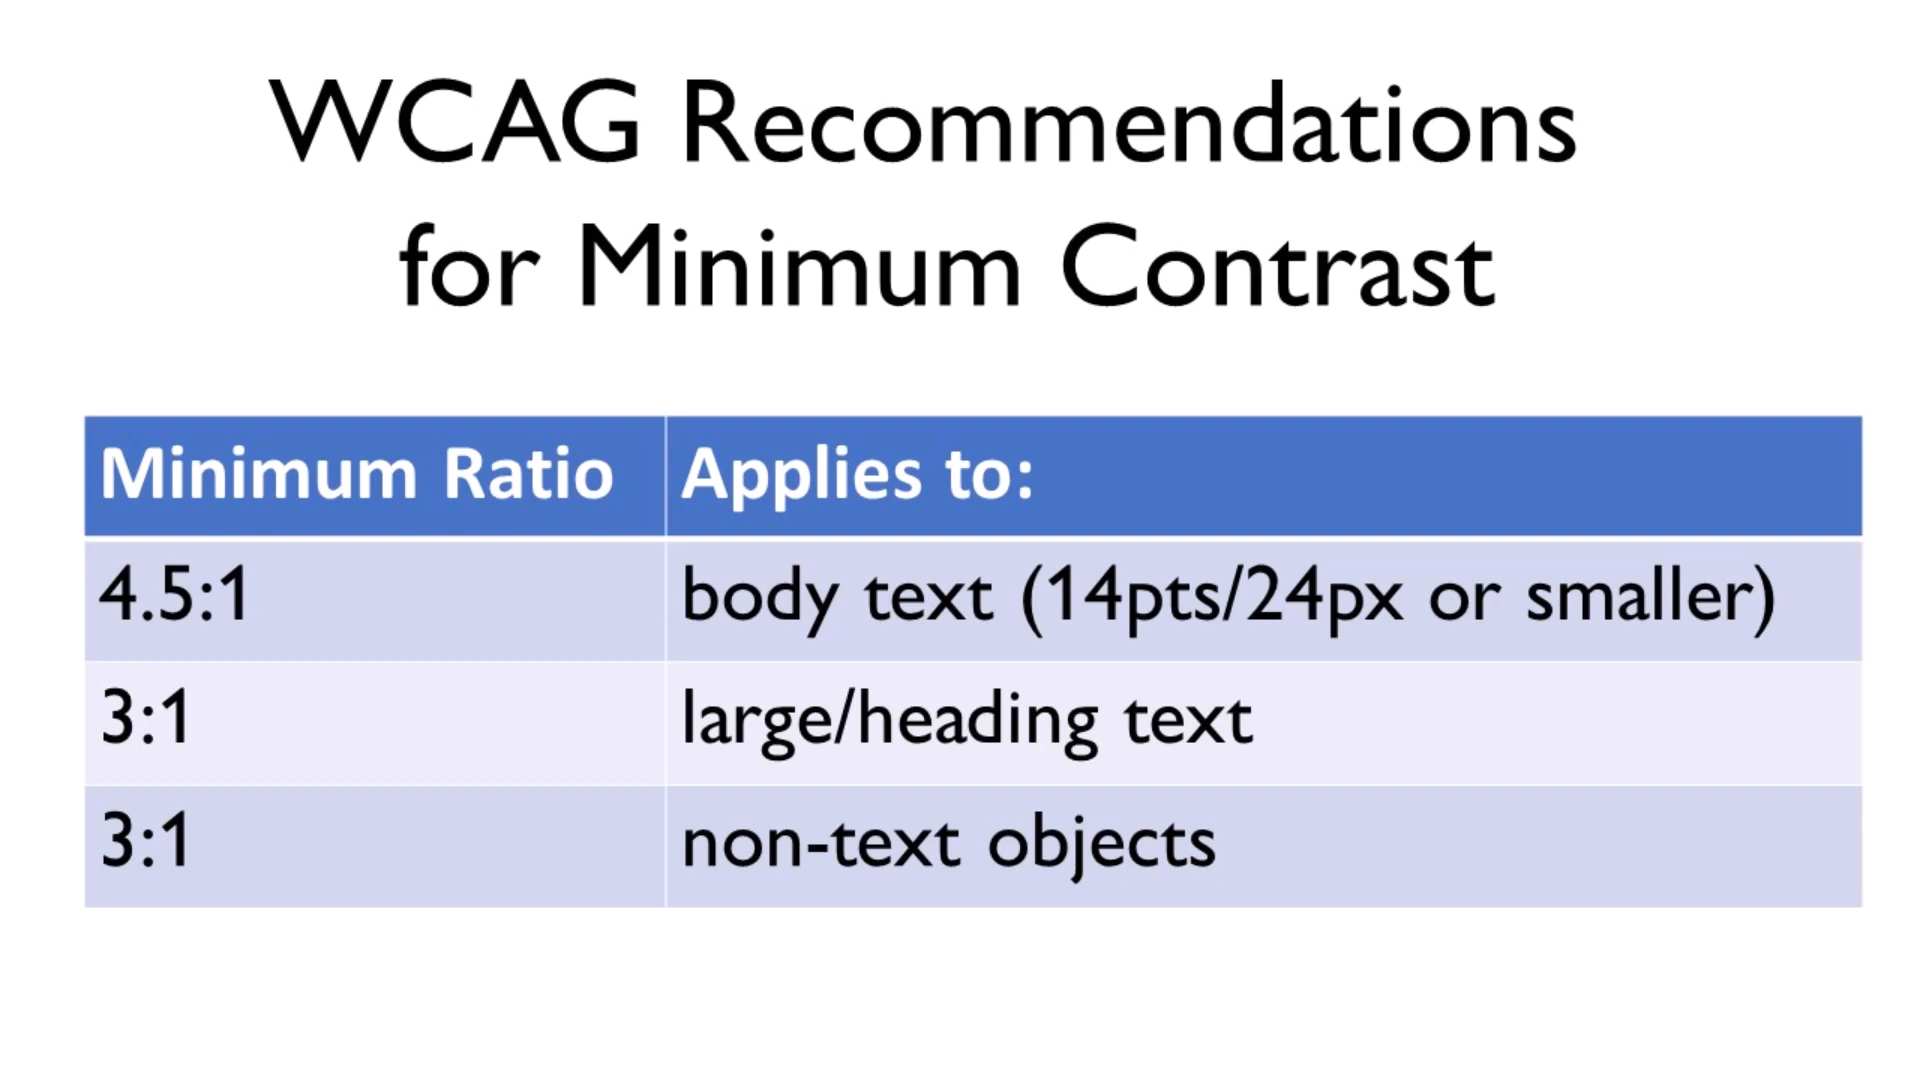 WCAG Recommendations
for Minimum Contrast
Minimum Ratio Applies to:
4.5:1 body text (14pts/24px or smaller)
3:1 large/heading text
3:1 non-text objects